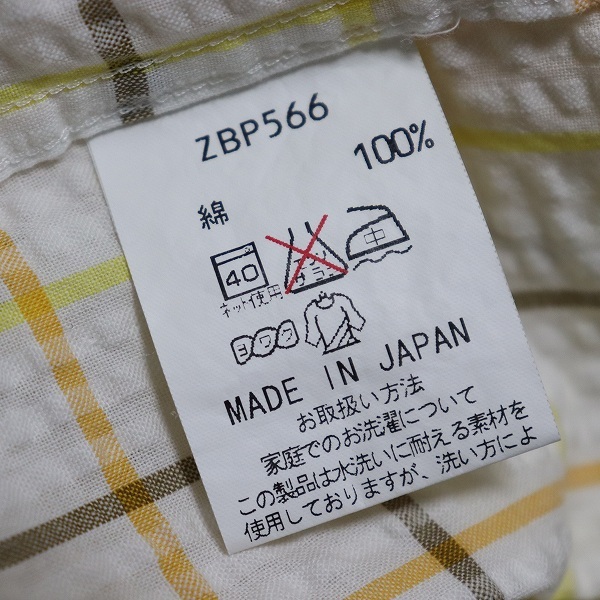 ZBP566
綿 100%
40
ネット使用
エンソ
サラシ
中
ヨワク
MADE IN JAPAN
お取扱い方法
家庭でのお洗濯について
この製品は水洗いに耐える素材を
使用しておりますが、洗い方によ